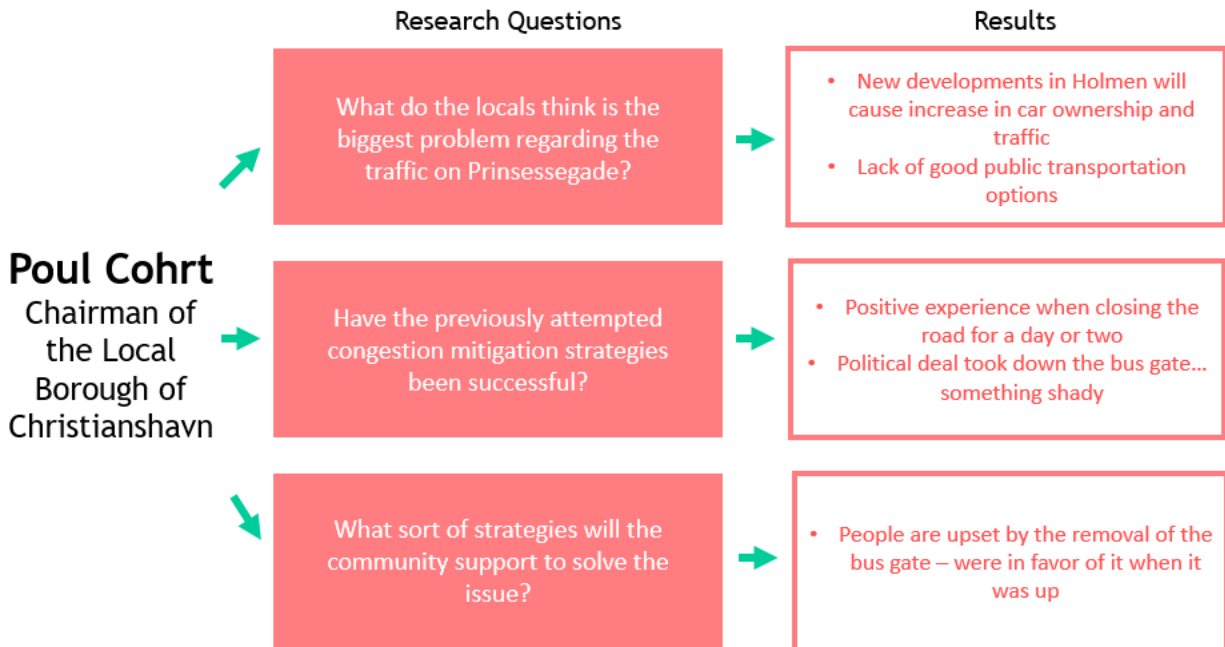 Research Questions
Results
Poul Cohrt
Chairman of
the Local
Borough of
Christianshavn
What do the locals think is the
biggest problem regarding the
traffic on Prinsessegade?
• New developments in Holmen will
cause increase in car ownership and
traffic
• Lack of good public transportation
options
Have the previously attempted
congestion mitigation strategies
been successful?
• Positive experience when closing the
road for a day or two
• Political deal took down the bus gate...
something shady
What sort of strategies will the
community support to solve the
issue?
• People are upset by the removal of the
bus gate – were in favor of it when it
was up